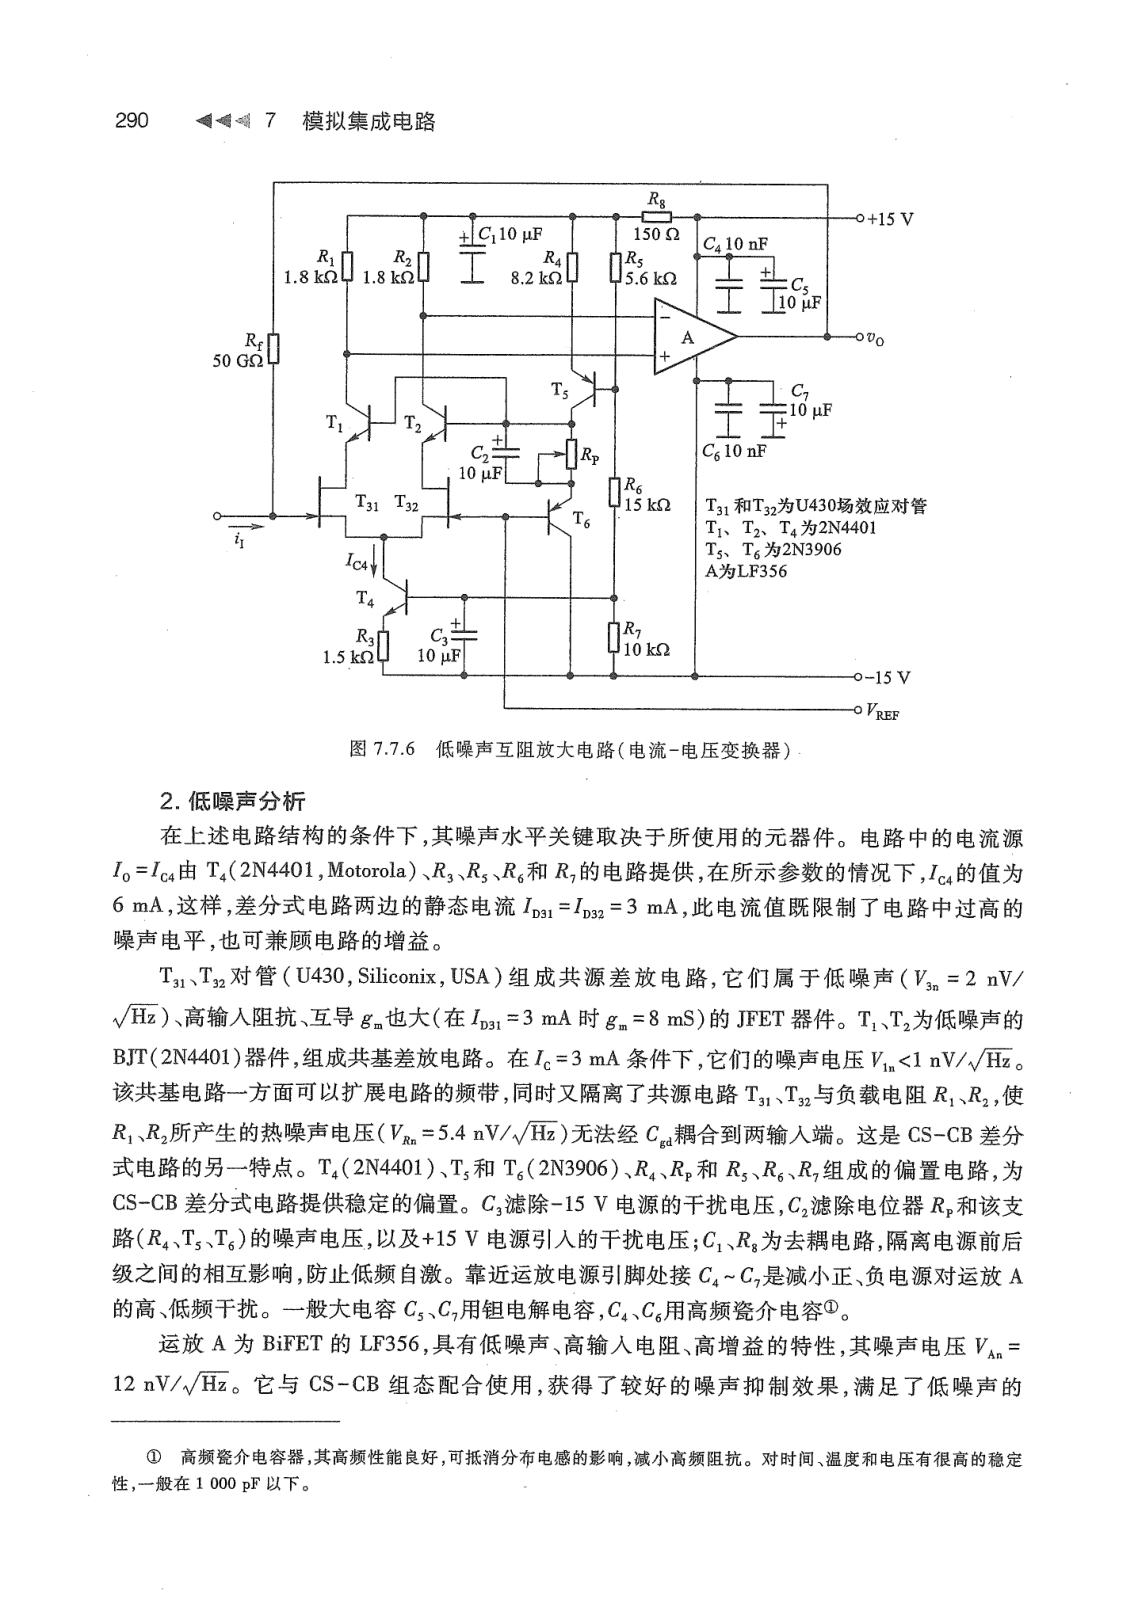 290 7 模拟集成电路
R8
150 Ω
+15 V
C1 10 μF
R1
1.8 kΩ
R2
1.8 kΩ
R4
8.2 kΩ
R5
5.6 kΩ
C4 10 nF
C5
10 μF
Rf
50 GΩ
A
vO
T5
T1
T2
C2
10 μF
RP
C7
10 μF
C6 10 nF
T31
T32
T6
R6
15 kΩ
iI
IC4
T4
R3
1.5 kΩ
C3
10 μF
R7
10 kΩ
T31和T32为U430场效应对管
T1、T2、T4为2N4401
T5、T6为2N3906
A为LF356
-15 V
VREF
图 7.7.6 低噪声互阻放大电路(电流-电压变换器)
2. 低噪声分析
在上述电路结构的条件下,其噪声水平关键取决于所使用的元器件。电路中的电流源
IO=IC4由 T4(2N4401,Motorola)、R3、R5、R6和 R7的电路提供,在所示参数的情况下,IC4的值为
6 mA,这样,差分式电路两边的静态电流 ID31=ID32=3 mA,此电流值既限制了电路中过高的
噪声电平,也可兼顾电路的增益。
T31、T32对管(U430,Siliconix,USA)组成共源差放电路,它们属于低噪声(V3n=2 nV/
√Hz)、高输入阻抗、互导 gm也大(在 ID31=3 mA 时 gm=8 mS)的 JFET 器件。T1、T2为低噪声的
BJT(2N4401)器件,组成共基差放电路。在 IC=3 mA 条件下,它们的噪声电压 V1n<1 nV/√Hz。
该共基电路一方面可以扩展电路的频带,同时又隔离了共源电路 T31、T32与负载电阻 R1、R2,使
R1、R2所产生的热噪声电压(VRn=5.4 nV/√Hz)无法经 Cgd耦合到两输入端。这是 CS-CB 差分
式电路的另一特点。T4(2N4401)、T5和 T6(2N3906)、R4、RP和 R5、R6、R7组成的偏置电路,为
CS-CB 差分式电路提供稳定的偏置。C3滤除-15 V 电源的干扰电压,C2滤除电位器 RP和该支
路(R4、T5、T6)的噪声电压,以及+15 V 电源引入的干扰电压;C1、R8为去耦电路,隔离电源前后
级之间的相互影响,防止低频自激。靠近运放电源引脚处接 C4~C7是减小正、负电源对运放 A
的高、低频干扰。一般大电容 C5、C7用钽电解电容,C4、C6用高频瓷介电容①。
运放 A 为 BiFET 的 LF356,具有低噪声、高输入电阻、高增益的特性,其噪声电压 VAn=
12 nV/√Hz。它与 CS-CB 组态配合使用,获得了较好的噪声抑制效果,满足了低噪声的
① 高频瓷介电容器,其高频性能良好,可抵消分布电感的影响,减小高频阻抗。对时间、温度和电压有很高的稳定
性,一般在 1 000 pF 以下。